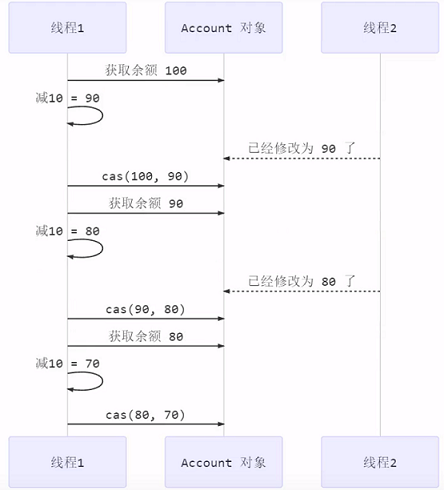 线程1
Account 对象
线程2
获取余额 100
减10 = 90
已经修改为 90 了
cas(100, 90)
获取余额 90
减10 = 80
已经修改为 80 了
cas(90, 80)
获取余额 80
减10 = 70
cas(80, 70)
线程1
Account 对象
线程2